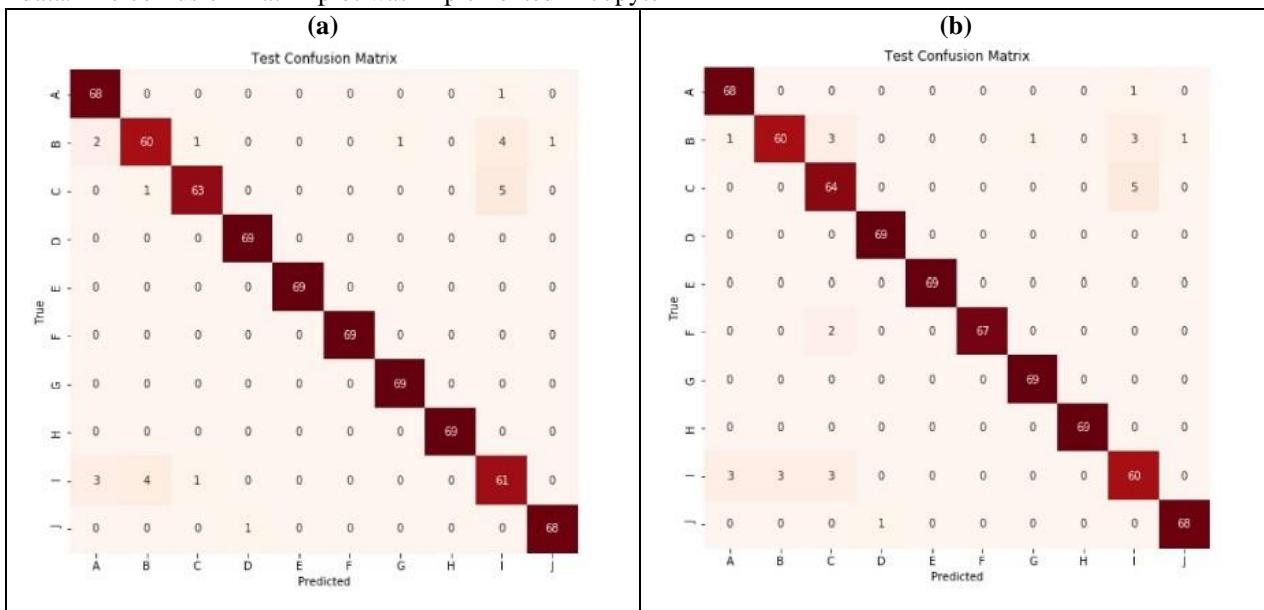 (a)
Test Confusion Matrix
A 68 0 0 0 0 0 0 0 1 0
B 2 60 1 0 0 0 1 0 4 1
C 0 1 63 0 0 0 0 0 5 0
D 0 0 0 69 0 0 0 0 0 0
E 0 0 0 0 69 0 0 0 0 0
True
F 0 0 0 0 0 69 0 0 0 0
G 0 0 0 0 0 0 69 0 0 0
H 0 0 0 0 0 0 0 69 0 0
I 3 4 1 0 0 0 0 0 61 0
J 0 0 0 1 0 0 0 0 0 68
A B C D E F G H I J
Predicted
(b)
Test Confusion Matrix
A 68 0 0 0 0 0 0 0 1 0
B 1 60 3 0 0 0 1 0 3 1
C 0 0 64 0 0 0 0 0 5 0
D 0 0 0 69 0 0 0 0 0 0
E 0 0 0 0 69 0 0 0 0 0
True
F 0 0 2 0 0 67 0 0 0 0
G 0 0 0 0 0 0 69 0 0 0
H 0 0 0 0 0 0 0 69 0 0
I 3 3 3 0 0 0 0 0 60 0
J 0 0 0 1 0 0 0 0 0 68
A B C D E F G H I J
Predicted